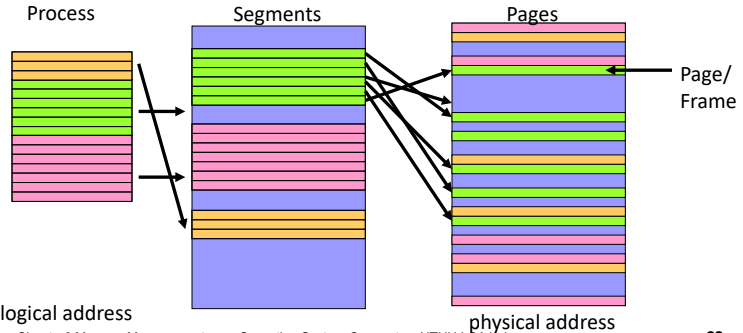 Process
Segments
Pages
Page/
Frame
logical address
physical address